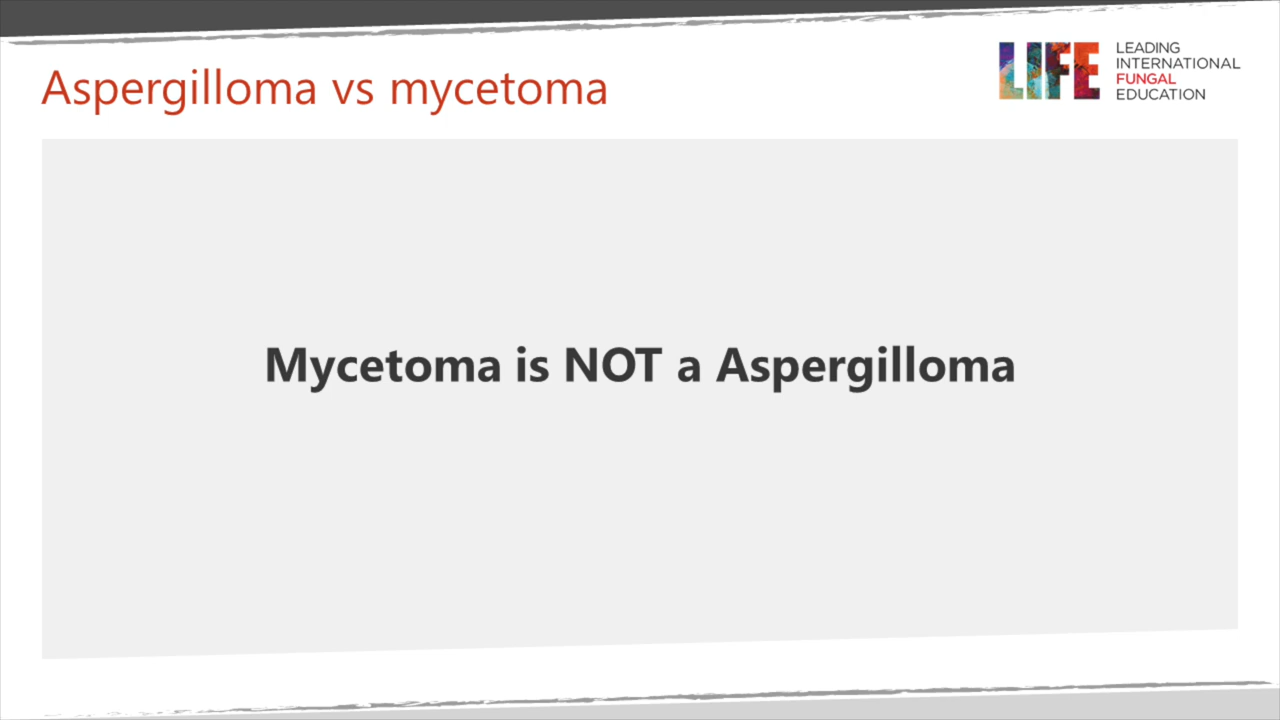 Aspergilloma vs mycetoma
LIFE
LEADING
INTERNATIONAL
FUNGAL
EDUCATION
Mycetoma is NOT a Aspergilloma